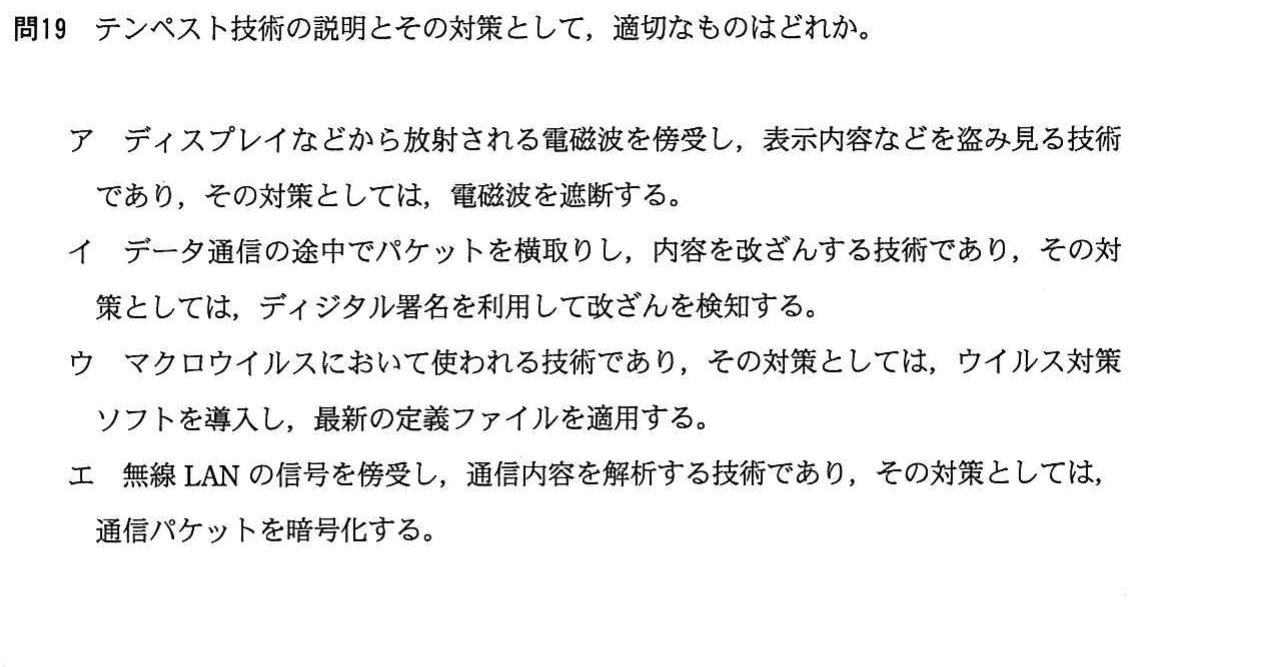 問19　テンペスト技術の説明とその対策として，適切なものはどれか。
ア　ディスプレイなどから放射される電磁波を傍受し，表示内容などを盗み見る技術
であり，その対策としては，電磁波を遮断する。
イ　データ通信の途中でパケットを横取りし，内容を改ざんする技術であり，その対
策としては，ディジタル署名を利用して改ざんを検知する。
ウ　マクロウイルスにおいて使われる技術であり，その対策としては，ウイルス対策
ソフトを導入し，最新の定義ファイルを適用する。
エ　無線 LAN の信号を傍受し，通信内容を解析する技術であり，その対策としては，
通信パケットを暗号化する。